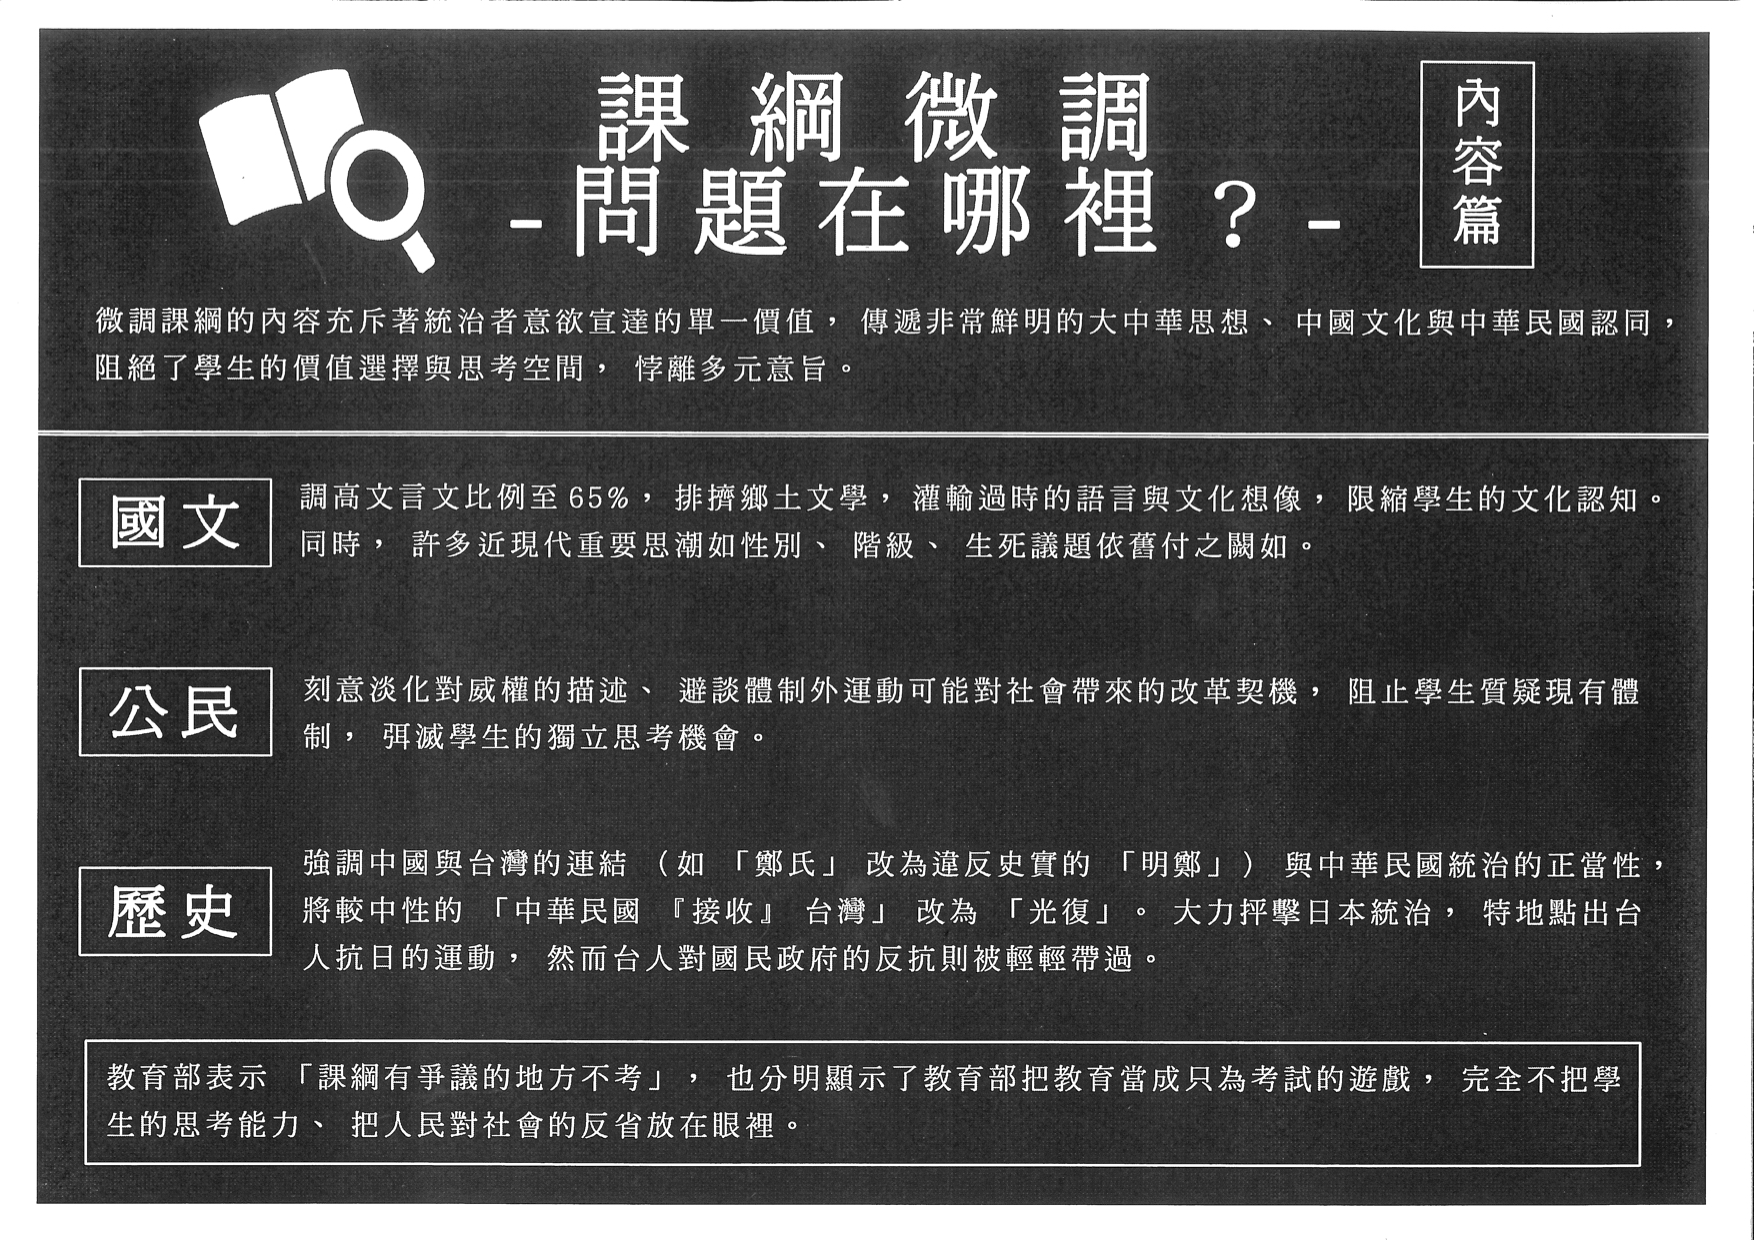 課綱微調
-問題在哪裡？-
內容篇
微調課綱的內容充斥著統治者意欲宣達的單一價值，傳遞非常鮮明的大中華思想、中國文化與中華民國認同，
阻絕了學生的價值選擇與思考空間，悖離多元意旨。
國文
調高文言文比例至65%，排擠鄉土文學，灌輸過時的語言與文化想像，限縮學生的文化認知。
同時，許多近現代重要思潮如性別、階級、生死議題依舊付之闕如。
公民
刻意淡化對威權的描述、避談體制外運動可能對社會帶來的改革契機，阻止學生質疑現有體
制，弭滅學生的獨立思考機會。
歷史
強調中國與台灣的連結（如「鄭氏」改為違反史實的「明鄭」）與中華民國統治的正當性，
將較中性的「中華民國『接收』台灣」改為「光復」。大力抨擊日本統治，特地點出台
人抗日的運動，然而台人對國民政府的反抗則被輕輕帶過。
教育部表示「課綱有爭議的地方不考」，也分明顯示了教育部把教育當成只為考試的遊戲，完全不把學
生的思考能力、把人民對社會的反省放在眼裡。